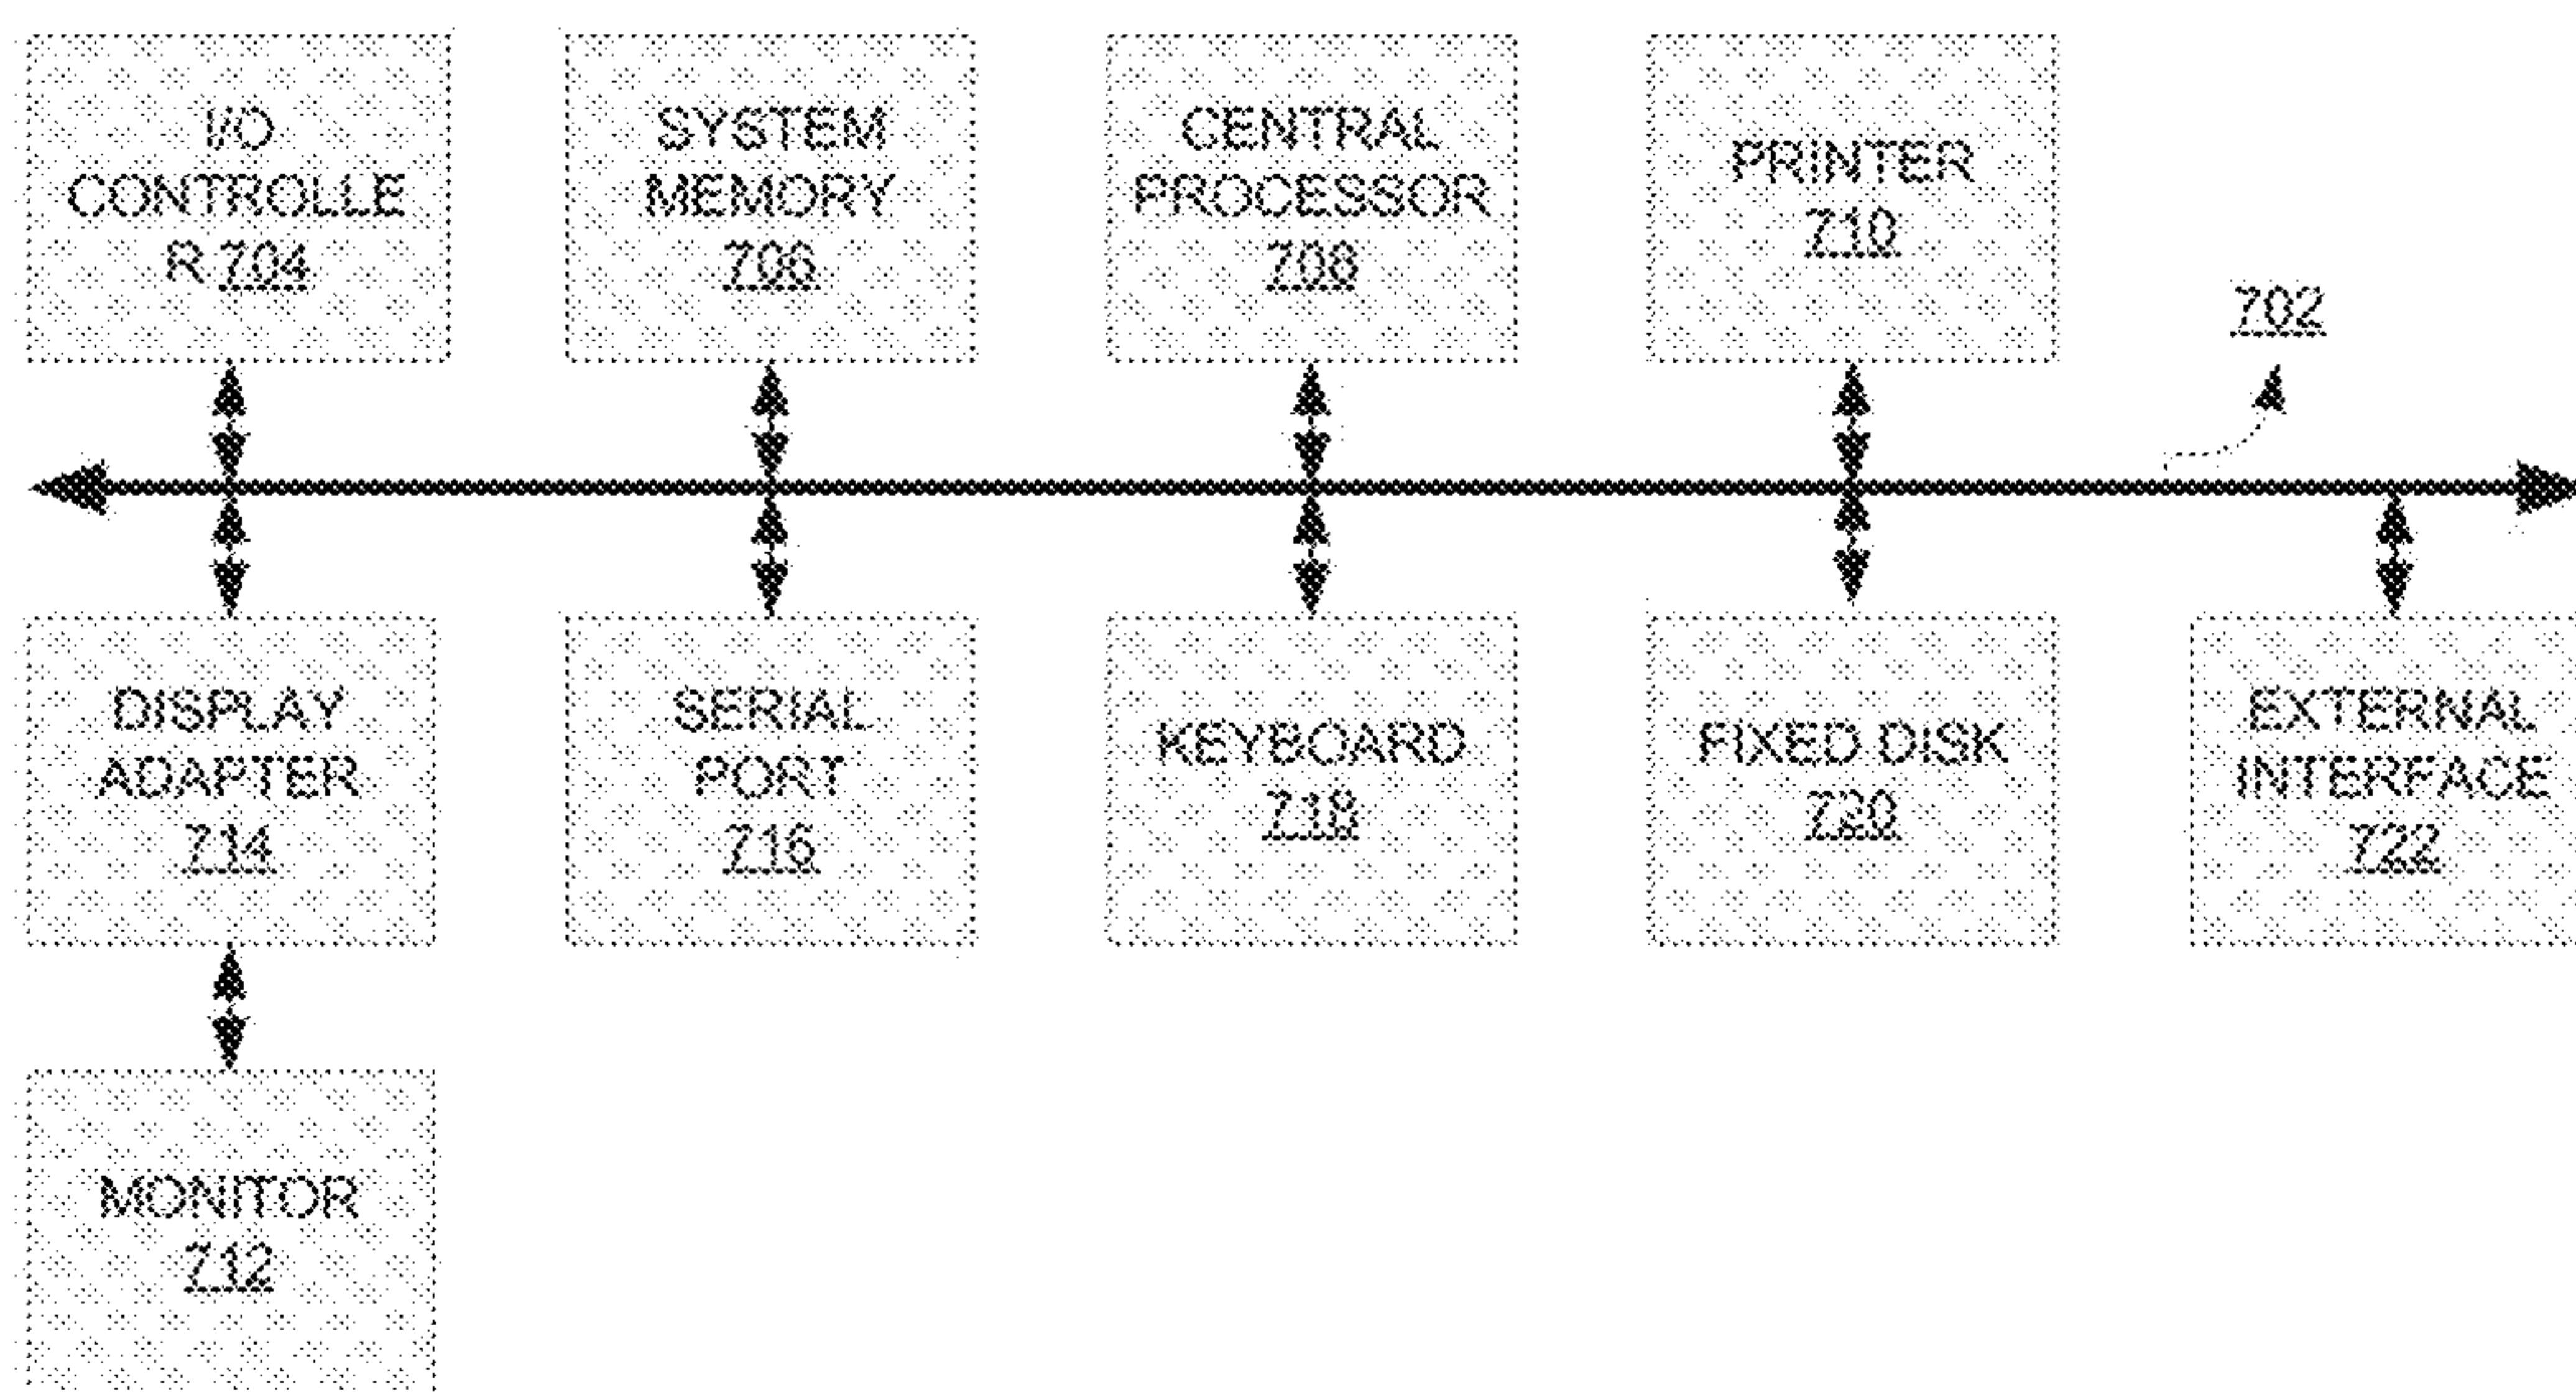 I/O
CONTROLLE
R 704
SYSTEM
MEMORY
706
CENTRAL
PROCESSOR
708
PRINTER
710
702
DISPLAY
ADAPTER
714
SERIAL
PORT
716
KEYBOARD
718
FIXED DISK
720
EXTERNAL
INTERFACE
722
MONITOR
712